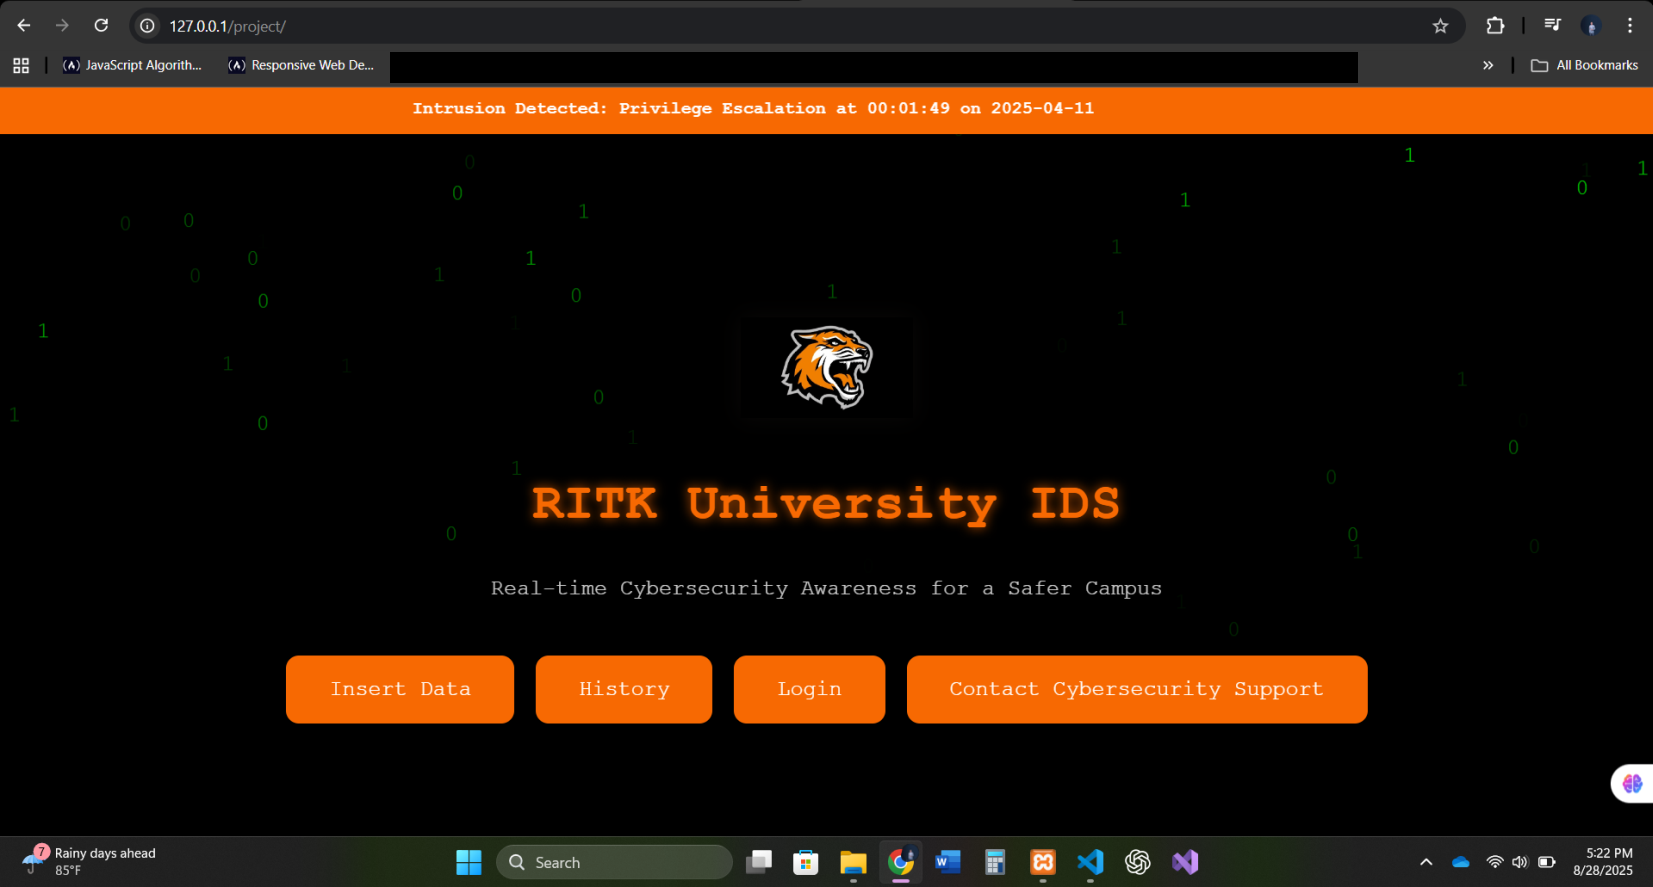 127.0.0.1/project/
JavaScript Algorith...
Responsive Web De...
All Bookmarks
Intrusion Detected: Privilege Escalation at 00:01:49 on 2025-04-11
RITK University IDS
Real-time Cybersecurity Awareness for a Safer Campus
Insert Data
History
Login
Contact Cybersecurity Support
7
Rainy days ahead
85°F
Search
5:22 PM
8/28/2025